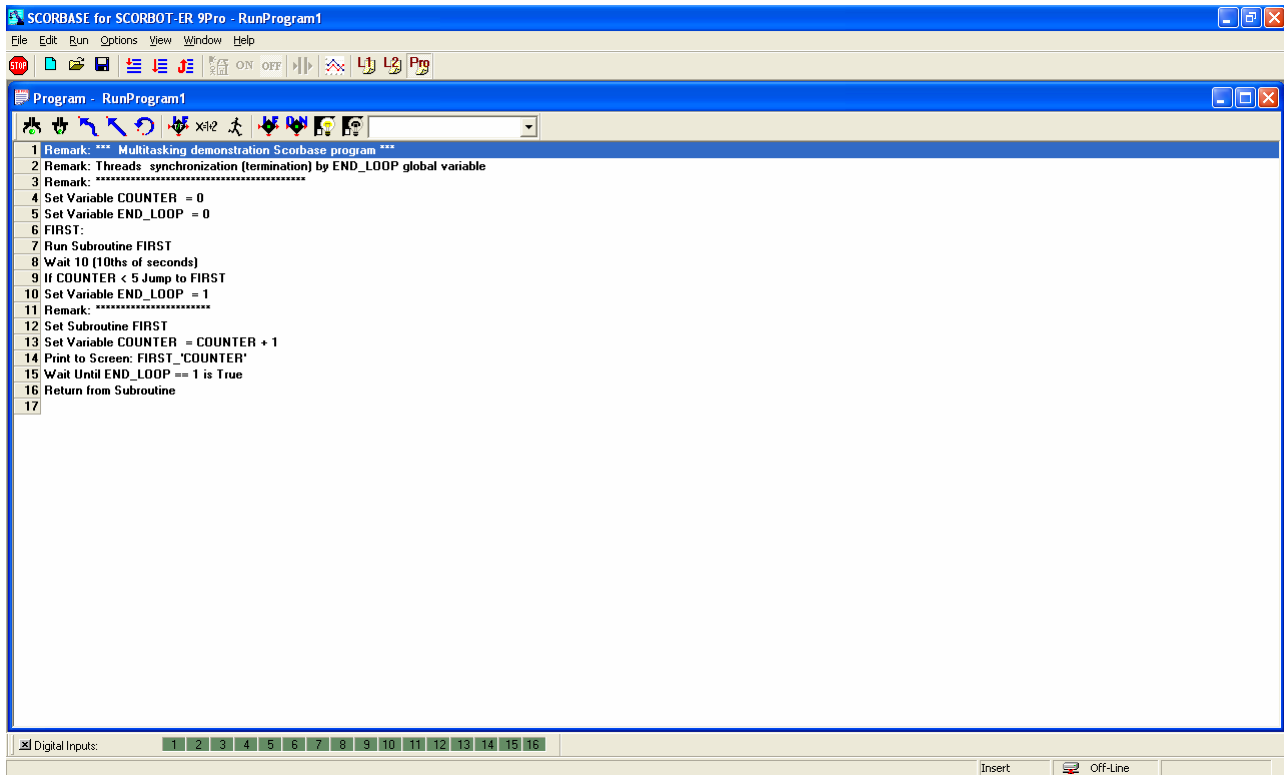 SCORBASE for SCORBOT-ER 9Pro - RunProgram1
File Edit Run Options View Window Help
STOP ON OFF L1 L2 Prg
Program - RunProgram1
1 Remark: *** Multitasking demonstration Scorbase program ***
2 Remark: Threads synchronization (termination) by END_LOOP global variable
3 Remark: ******************************************
4 Set Variable COUNTER = 0
5 Set Variable END_LOOP = 0
6 FIRST:
7 Run Subroutine FIRST
8 Wait 10 (10ths of seconds)
9 If COUNTER < 5 Jump to FIRST
10 Set Variable END_LOOP = 1
11 Remark: ***********************
12 Set Subroutine FIRST
13 Set Variable COUNTER = COUNTER + 1
14 Print to Screen: FIRST_'COUNTER'
15 Wait Until END_LOOP == 1 is True
16 Return from Subroutine
17
Digital Inputs: 1 2 3 4 5 6 7 8 9 10 11 12 13 14 15 16
Insert Off-Line